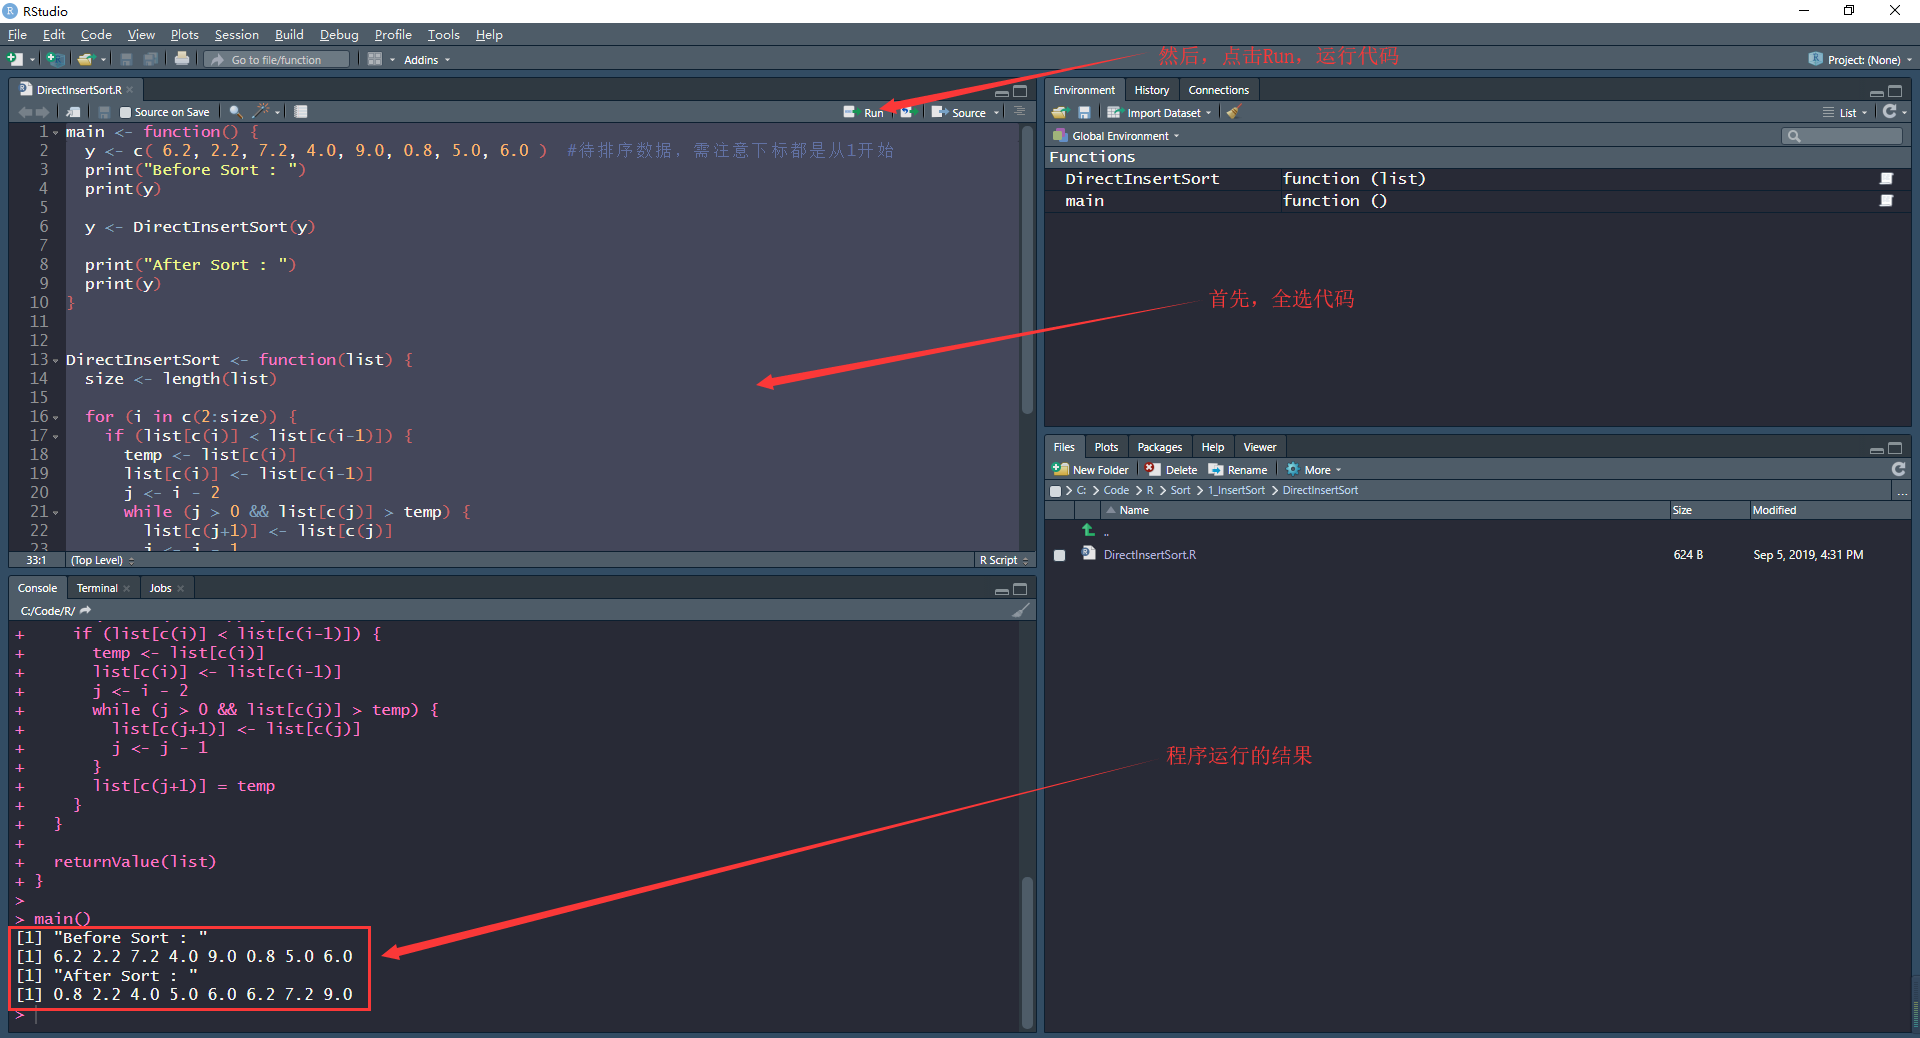 RStudio
File Edit Code View Plots Session Build Debug Profile Tools Help
Go to file/function Addins Project: (None)
然后，点击Run，运行代码
DirectInsertSort.R
Source on Save Run Source
1 main <- function() {
2 y <- c( 6.2, 2.2, 7.2, 4.0, 9.0, 0.8, 5.0, 6.0 ) #待排序数据，需注意下标都是从1开始
3 print("Before Sort : ")
4 print(y)
5
6 y <- DirectInsertSort(y)
7
8 print("After Sort : ")
9 print(y)
10 }
11
12
13 DirectInsertSort <- function(list) {
14 size <- length(list)
15
16 for (i in c(2:size)) {
17 if (list[c(i)] < list[c(i-1)]) {
18 temp <- list[c(i)]
19 list[c(i)] <- list[c(i-1)]
20 j <- i - 2
21 while (j > 0 && list[c(j)] > temp) {
22 list[c(j+1)] <- list[c(j)]
23 j <- j - 1
33:1 (Top Level) R Script
首先，全选代码
Console Terminal Jobs
C:/Code/R/
+ if (list[c(i)] < list[c(i-1)]) {
+ temp <- list[c(i)]
+ list[c(i)] <- list[c(i-1)]
+ j <- i - 2
+ while (j > 0 && list[c(j)] > temp) {
+ list[c(j+1)] <- list[c(j)]
+ j <- j - 1
+ }
+ list[c(j+1)] = temp
+ }
+ }
+
+ returnValue(list)
+ }
>
> main()
[1] "Before Sort : "
[1] 6.2 2.2 7.2 4.0 9.0 0.8 5.0 6.0
[1] "After Sort : "
[1] 0.8 2.2 4.0 5.0 6.0 6.2 7.2 9.0
>
程序运行的结果
Environment History Connections
Import Dataset List
Global Environment
Functions
DirectInsertSort function (list)
main function ()
Files Plots Packages Help Viewer
New Folder Delete Rename More
C: > Code > R > Sort > 1_InsertSort > DirectInsertSort ...
Name Size Modified
..
DirectInsertSort.R 624 B Sep 5, 2019, 4:31 PM